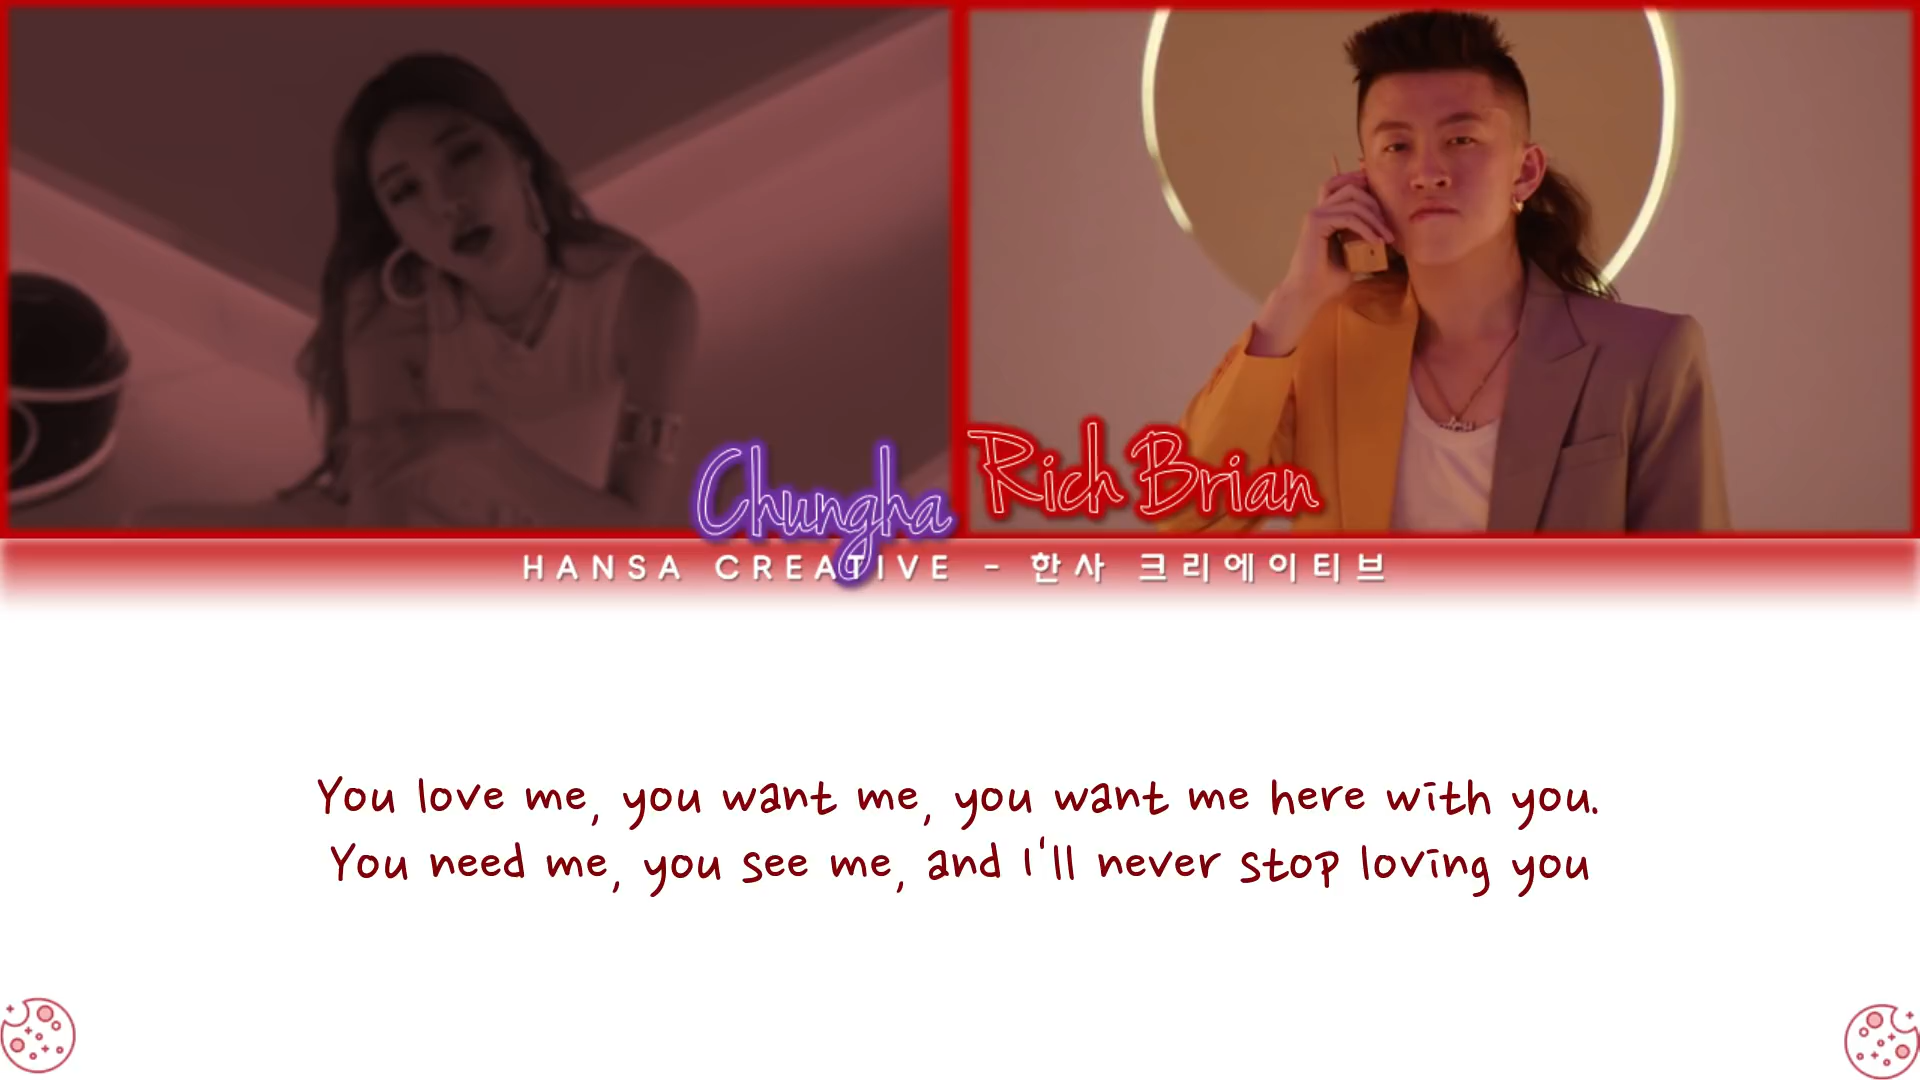 Chungha
Rich Brian
HANSA CREATIVE - 한사 크리에이티브
You love me, you want me, you want me here with you.
You need me, you see me, and I'll never stop loving you